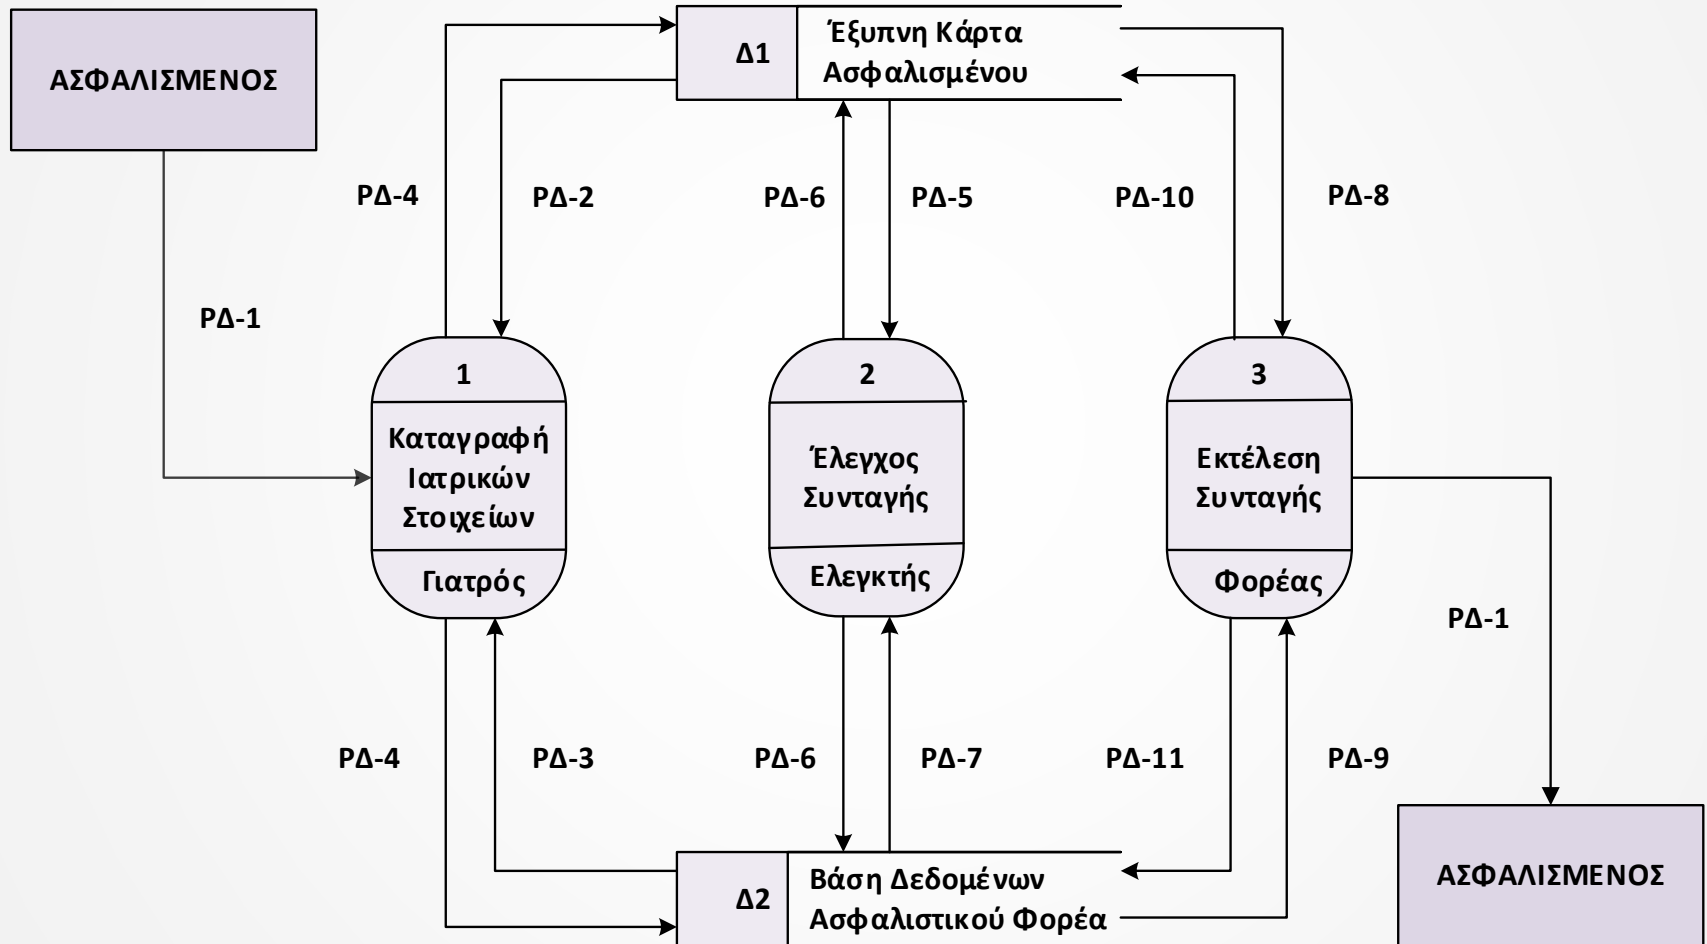 ΑΣΦΑΛΙΣΜΕΝΟΣ
Δ1
Έξυπνη Κάρτα
Ασφαλισμένου
ΡΔ-4
ΡΔ-2
ΡΔ-6
ΡΔ-5
ΡΔ-10
ΡΔ-8
ΡΔ-1
1
Καταγραφή
Ιατρικών
Στοιχείων
Γιατρός
2
Έλεγχος
Συνταγής
Ελεγκτής
3
Εκτέλεση
Συνταγής
Φορέας
ΡΔ-1
ΡΔ-4
ΡΔ-3
ΡΔ-6
ΡΔ-7
ΡΔ-11
ΡΔ-9
Δ2
Βάση Δεδομένων
Ασφαλιστικού Φορέα
ΑΣΦΑΛΙΣΜΕΝΟΣ